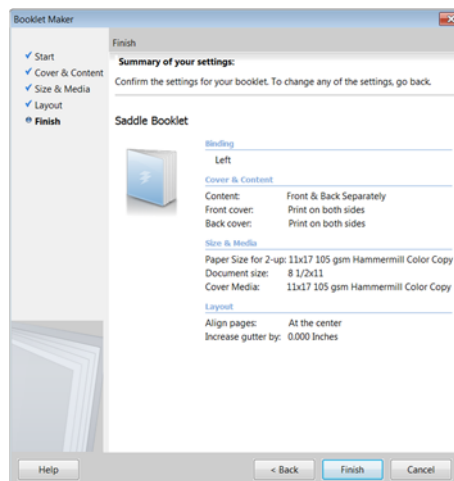 Booklet Maker
Start
Cover & Content
Size & Media
Layout
Finish
Finish
Summary of your settings:
Confirm the settings for your booklet. To change any of the settings, go back.
Saddle Booklet
Binding
Left
Cover & Content
Content: Front & Back Separately
Front cover: Print on both sides
Back cover: Print on both sides
Size & Media
Paper Size for 2-up: 11x17 105 gsm Hammermill Color Copy
Document size: 8 1/2x11
Cover Media: 11x17 105 gsm Hammermill Color Copy
Layout
Align pages: At the center
Increase gutter by: 0.000 Inches
Help
< Back
Finish
Cancel